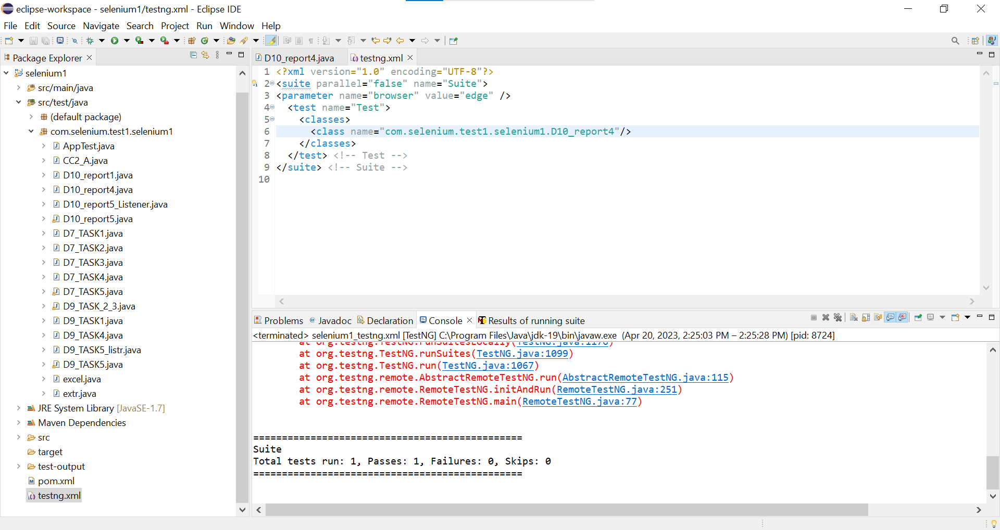 eclipse-workspace - selenium1/testng.xml - Eclipse IDE
File Edit Source Navigate Search Project Run Window Help
Package Explorer
selenium1
src/main/java
src/test/java
(default package)
com.selenium.test1.selenium1
AppTest.java
CC2_A.java
D10_report1.java
D10_report4.java
D10_report5_Listener.java
D10_report5.java
D7_TASK1.java
D7_TASK2.java
D7_TASK3.java
D7_TASK4.java
D7_TASK5.java
D9_TASK_2_3.java
D9_TASK1.java
D9_TASK4.java
D9_TASK5_listr.java
D9_TASK5.java
excel.java
extr.java
JRE System Library [JavaSE-1.7]
Maven Dependencies
src
target
test-output
pom.xml
testng.xml
D10_report4.java testng.xml
1 <?xml version="1.0" encoding="UTF-8"?>
2 <suite parallel="false" name="Suite">
3 <parameter name="browser" value="edge" />
4 <test name="Test">
5 <classes>
6 <class name="com.selenium.test1.selenium1.D10_report4"/>
7 </classes>
8 </test> <!-- Test -->
9 </suite> <!-- Suite -->
10
Problems Javadoc Declaration Console Results of running suite
<terminated> selenium1_testng.xml [TestNG] C:\Program Files\Java\jdk-19\bin\javaw.exe (Apr 20, 2023, 2:25:03 PM – 2:25:28 PM) [pid: 8724]
at org.testng.TestNG.runSuitesLocally(TestNG.java:1176)
at org.testng.TestNG.runSuites(TestNG.java:1099)
at org.testng.TestNG.run(TestNG.java:1067)
at org.testng.remote.AbstractRemoteTestNG.run(AbstractRemoteTestNG.java:115)
at org.testng.remote.RemoteTestNG.initAndRun(RemoteTestNG.java:251)
at org.testng.remote.RemoteTestNG.main(RemoteTestNG.java:77)
===============================================
Suite
Total tests run: 1, Passes: 1, Failures: 0, Skips: 0
===============================================